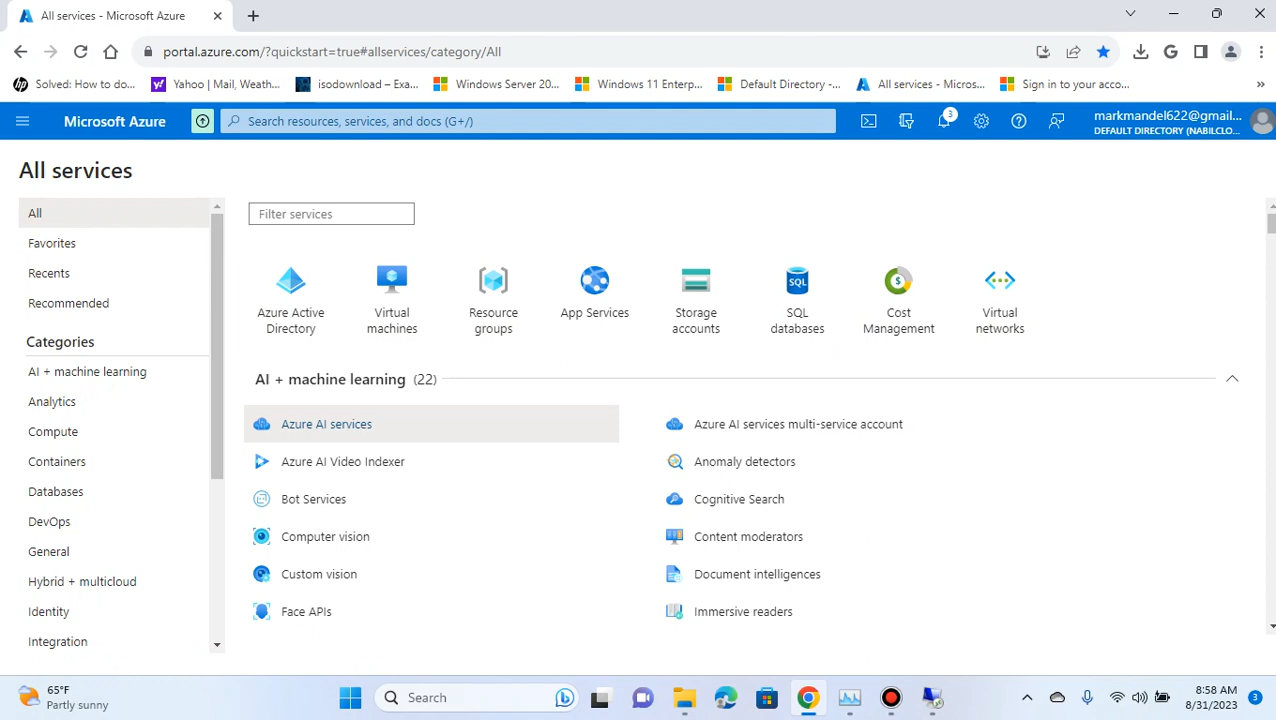 All services - Microsoft Azure
portal.azure.com/?quickstart=true#allservices/category/All
Solved: How to do...
Yahoo | Mail, Weath...
isodownload – Exa...
Windows Server 20...
Windows 11 Enterp...
Default Directory -...
All services - Micros...
Sign in to your acco...
»
Microsoft Azure
Search resources, services, and docs (G+/)
3
markmandel622@gmail....
DEFAULT DIRECTORY (NABILCLO...
All services
All
Favorites
Recents
Recommended
Categories
AI + machine learning
Analytics
Compute
Containers
Databases
DevOps
General
Hybrid + multicloud
Identity
Integration
Filter services
Azure Active
Directory
Virtual
machines
Resource
groups
App Services
Storage
accounts
SQL
SQL
databases
Cost
Management
Virtual
networks
AI + machine learning (22)
Azure AI services
Azure AI services multi-service account
Azure AI Video Indexer
Anomaly detectors
Bot Services
Cognitive Search
Computer vision
Content moderators
Custom vision
Document intelligences
Face APIs
Immersive readers
65°F
Partly sunny
Search
8:58 AM
8/31/2023
3